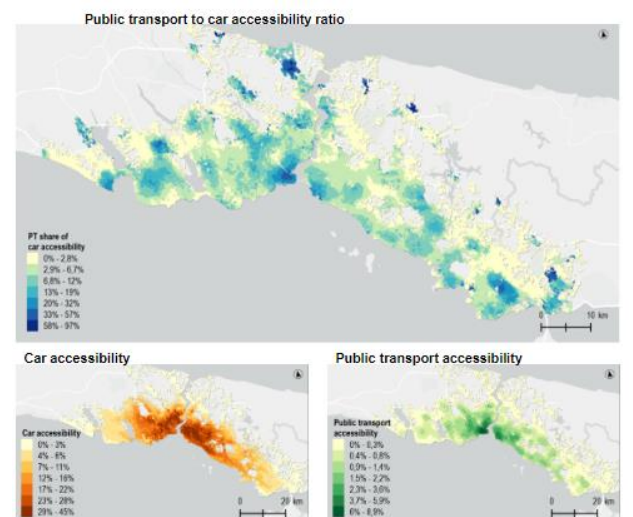 Public transport to car accessibility ratio
PT share of
car accessibility
0% - 2,8%
2,9% - 6,7%
6,8% - 12%
13% - 19%
20% - 32%
33% - 57%
58% - 97%
0 10 km
Car accessibility
Car accessibility
0% - 3%
4% - 6%
7% - 11%
12% - 16%
17% - 22%
23% - 28%
29% - 45%
0 20 km
Public transport accessibility
Public transport
accessibility
0% - 0,3%
0,4% - 0,8%
0,9% - 1,4%
1,5% - 2,2%
2,3% - 3,6%
3,7% - 5,9%
6% - 8,9%
0 20 km